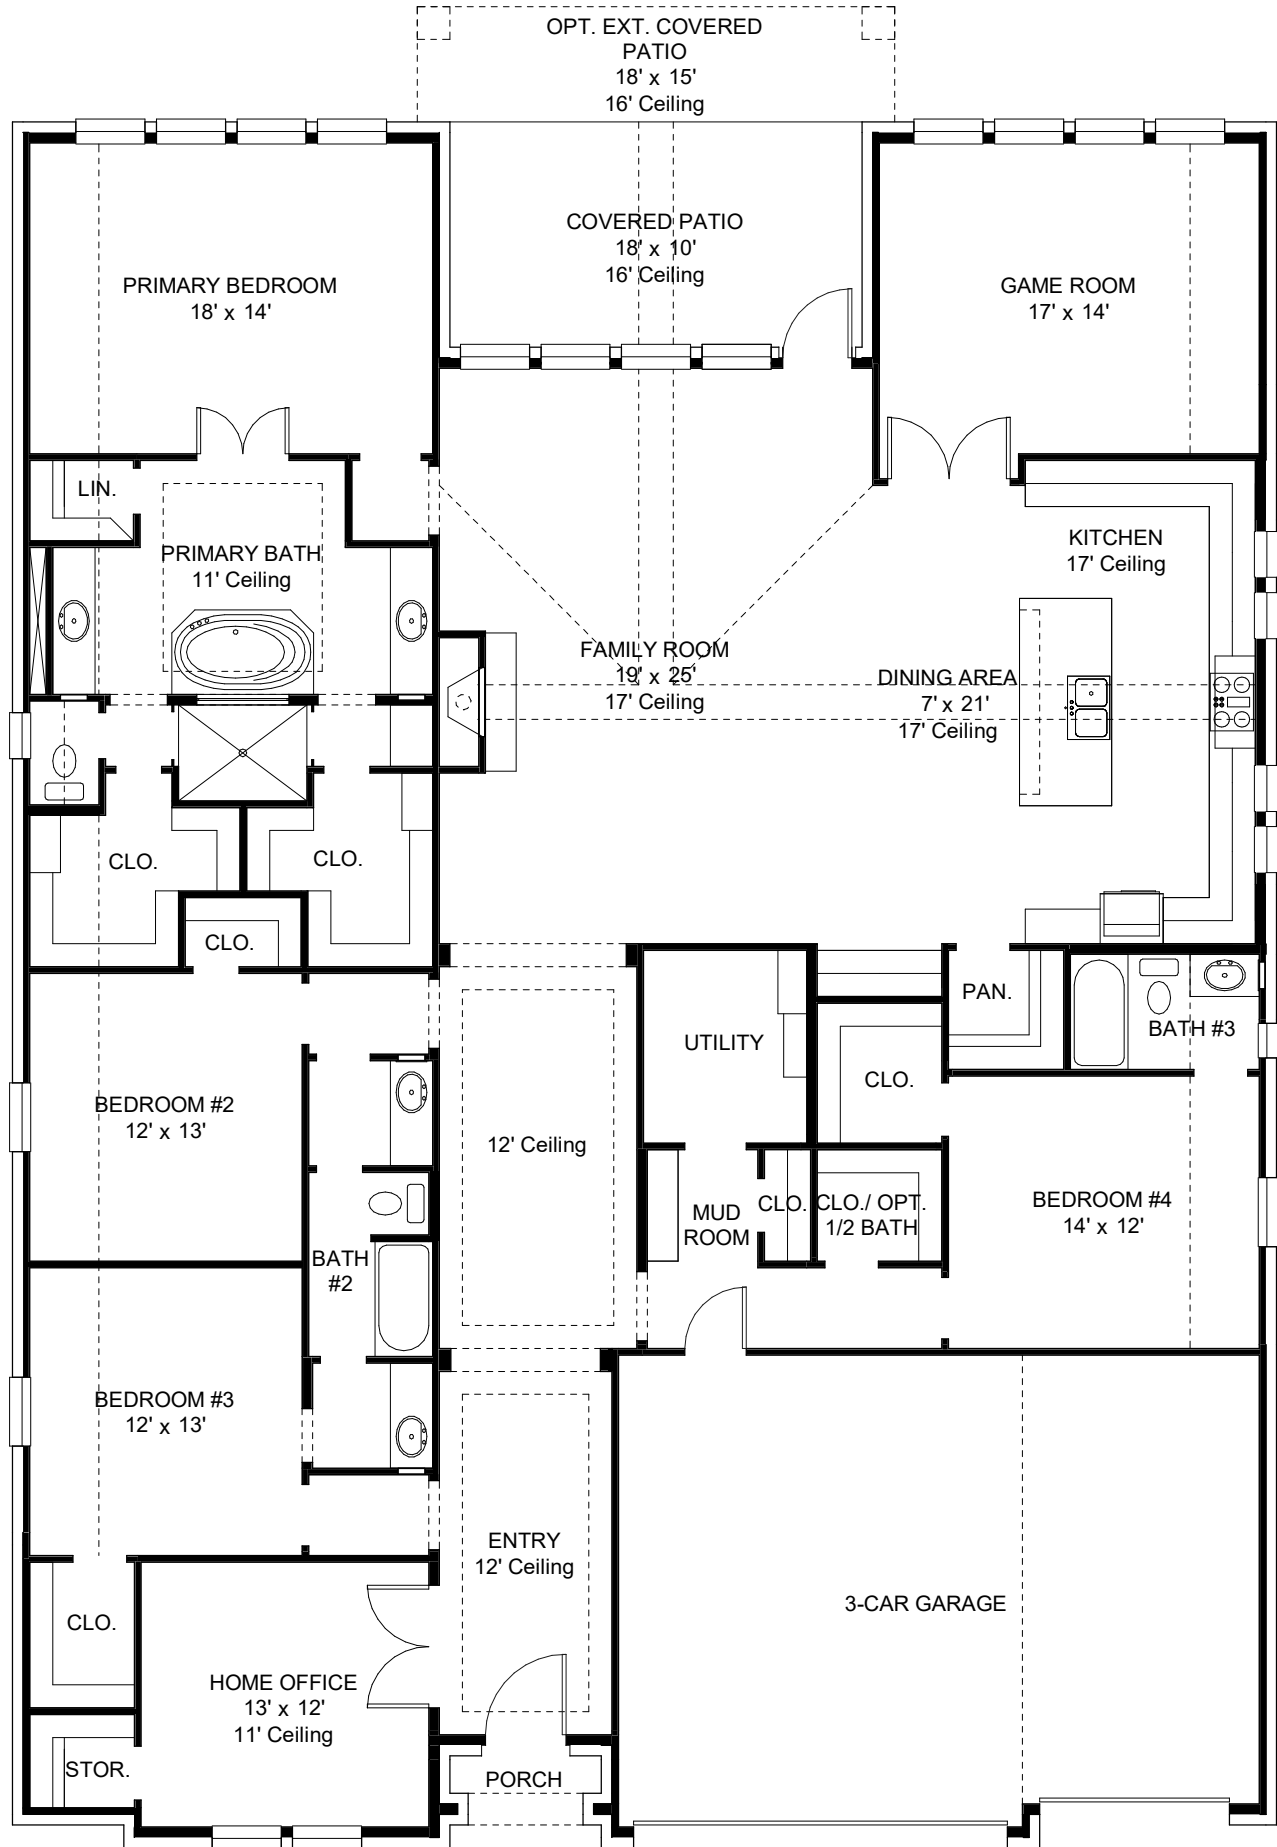 OPT. EXT. COVERED
PATIO
18' x 15'
16' Ceiling
COVERED PATIO
18' x 10'
16' Ceiling
PRIMARY BEDROOM
18' x 14'
GAME ROOM
17' x 14'
LIN.
PRIMARY BATH
11' Ceiling
KITCHEN
17' Ceiling
FAMILY ROOM
19' x 25'
17' Ceiling
DINING AREA
7' x 21'
17' Ceiling
CLO.
CLO.
CLO.
PAN.
BATH #3
UTILITY
CLO.
BEDROOM #2
12' x 13'
12' Ceiling
MUD
ROOM
CLO.
CLO./ OPT.
1/2 BATH
BEDROOM #4
14' x 12'
BATH
#2
BEDROOM #3
12' x 13'
ENTRY
12' Ceiling
3-CAR GARAGE
CLO.
HOME OFFICE
13' x 12'
11' Ceiling
STOR.
PORCH